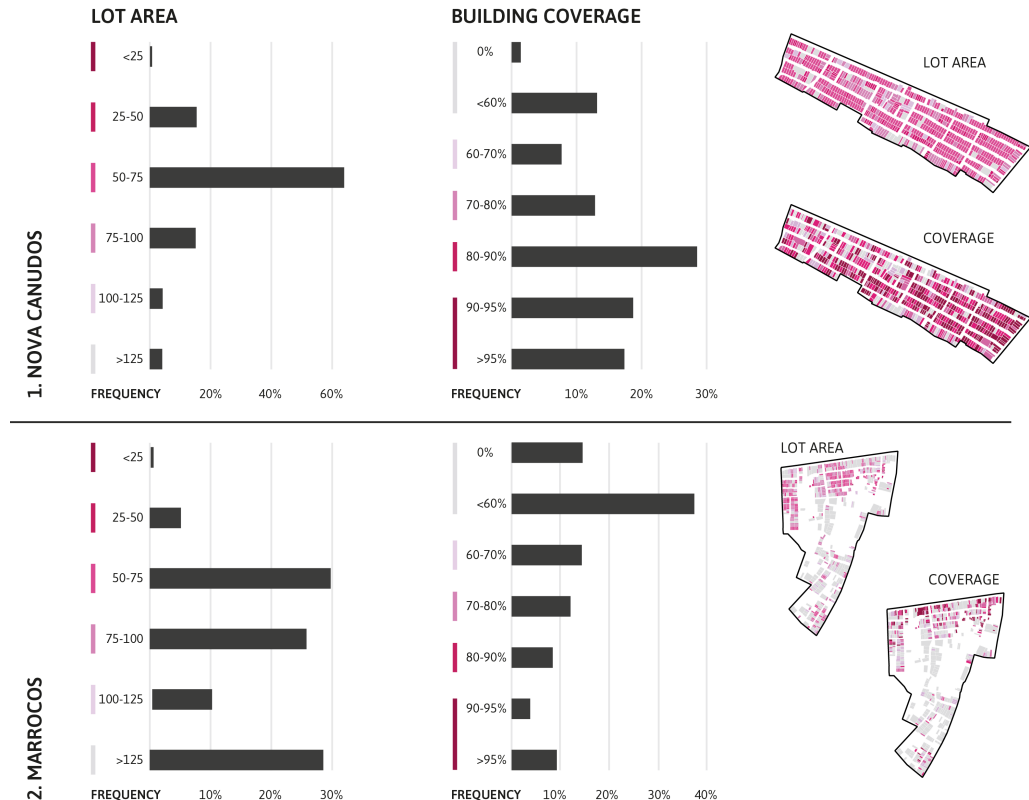 LOT AREA
<25
25-50
50-75
75-100
100-125
>125
FREQUENCY 20% 40% 60%
BUILDING COVERAGE
0%
<60%
60-70%
70-80%
80-90%
90-95%
>95%
FREQUENCY 10% 20% 30%
LOT AREA
COVERAGE
1. NOVA CANUDOS
<25
25-50
50-75
75-100
100-125
>125
FREQUENCY 10% 20% 30%
0%
<60%
60-70%
70-80%
80-90%
90-95%
>95%
FREQUENCY 10% 20% 30% 40%
LOT AREA
COVERAGE
2. MARROCOS